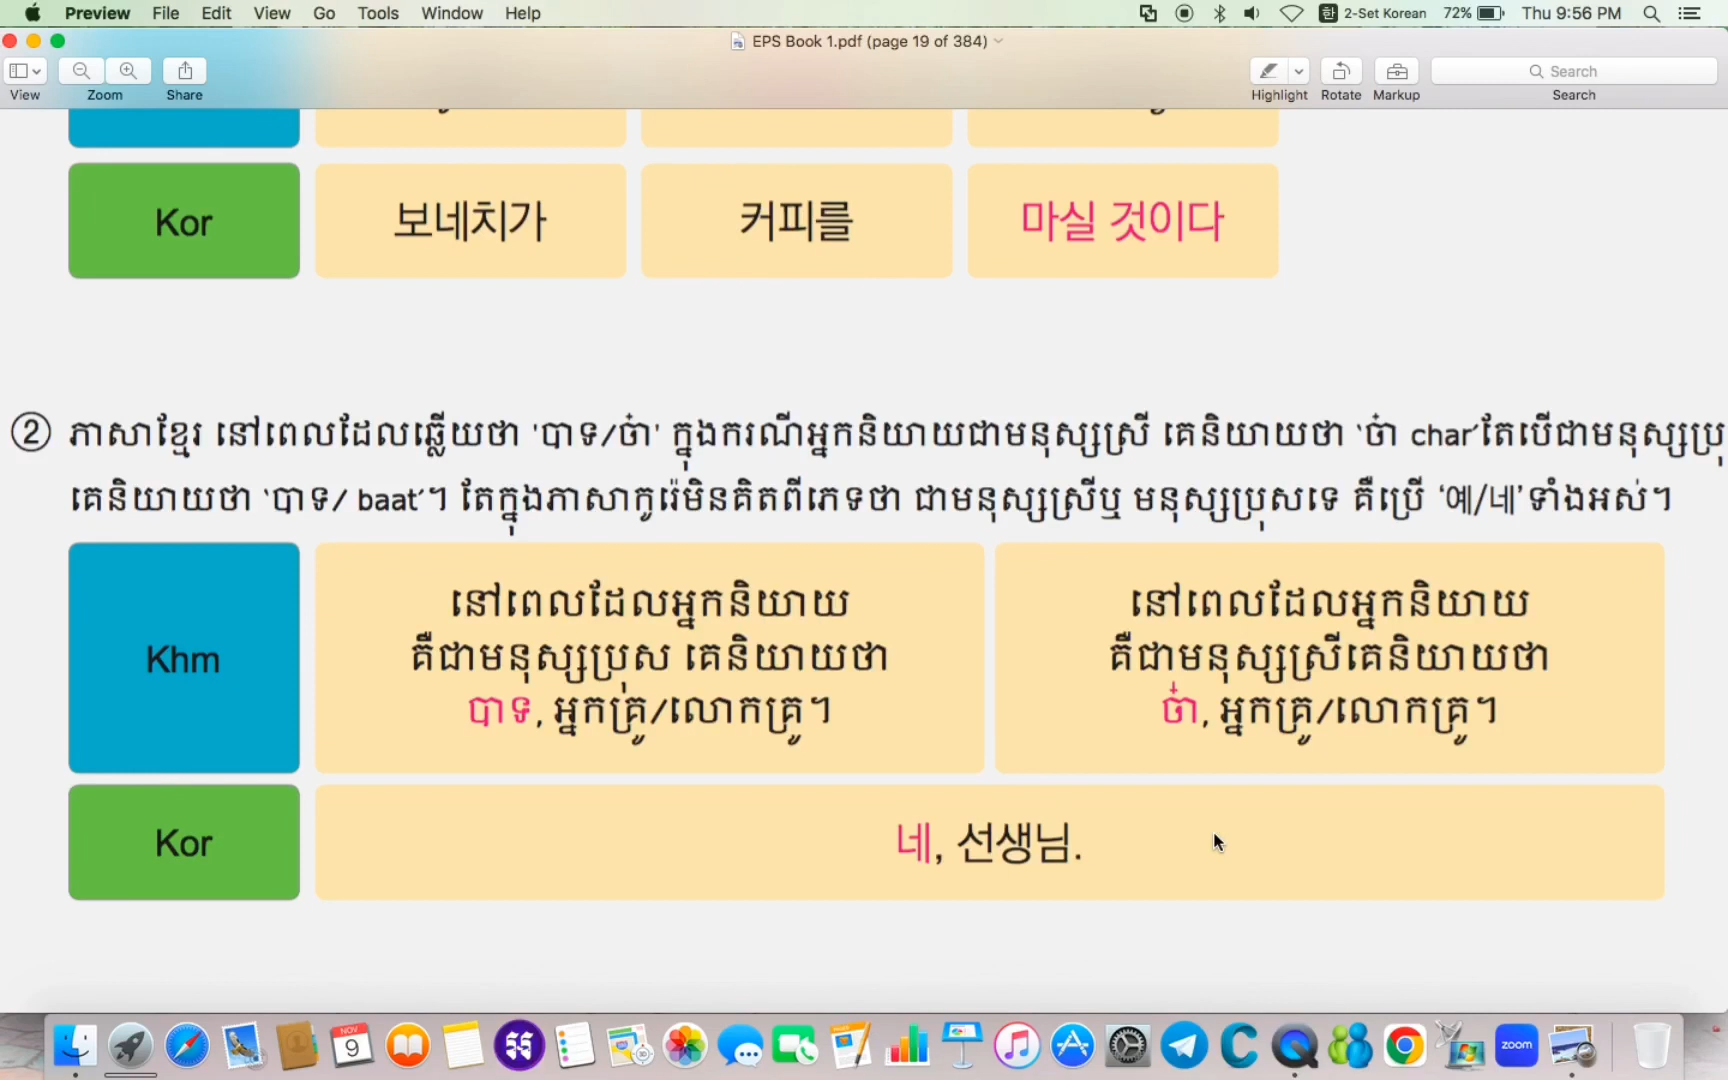 Preview File Edit View Go Tools Window Help 한 2-Set Korean 72% Thu 9:56 PM
EPS Book 1.pdf (page 19 of 384)
View Zoom Share Highlight Rotate Markup Search
Search
Kor 보네치가 커피를 마실 것이다
② ភាសាខ្មែរ នៅពេលដែលឆ្លើយថា 'បាទ/ចា៎' ក្នុងករណីអ្នកនិយាយជាមនុស្សស្រី គេនិយាយថា 'ចា៎ char'តែបើជាមនុស្សប្រុ
គេនិយាយថា 'បាទ/ baat'។ តែក្នុងភាសាកូរ៉េមិនគិតពីភេទថា ជាមនុស្សស្រីឬ មនុស្សប្រុសទេ គឺប្រើ '예/네'ទាំងអស់។
Khm
នៅពេលដែលអ្នកនិយាយ
គឺជាមនុស្សប្រុស គេនិយាយថា
បាទ, អ្នកគ្រូ/លោកគ្រូ។
នៅពេលដែលអ្នកនិយាយ
គឺជាមនុស្សស្រីគេនិយាយថា
ចា៎, អ្នកគ្រូ/លោកគ្រូ។
Kor 네, 선생님.
NOV
9
zoom